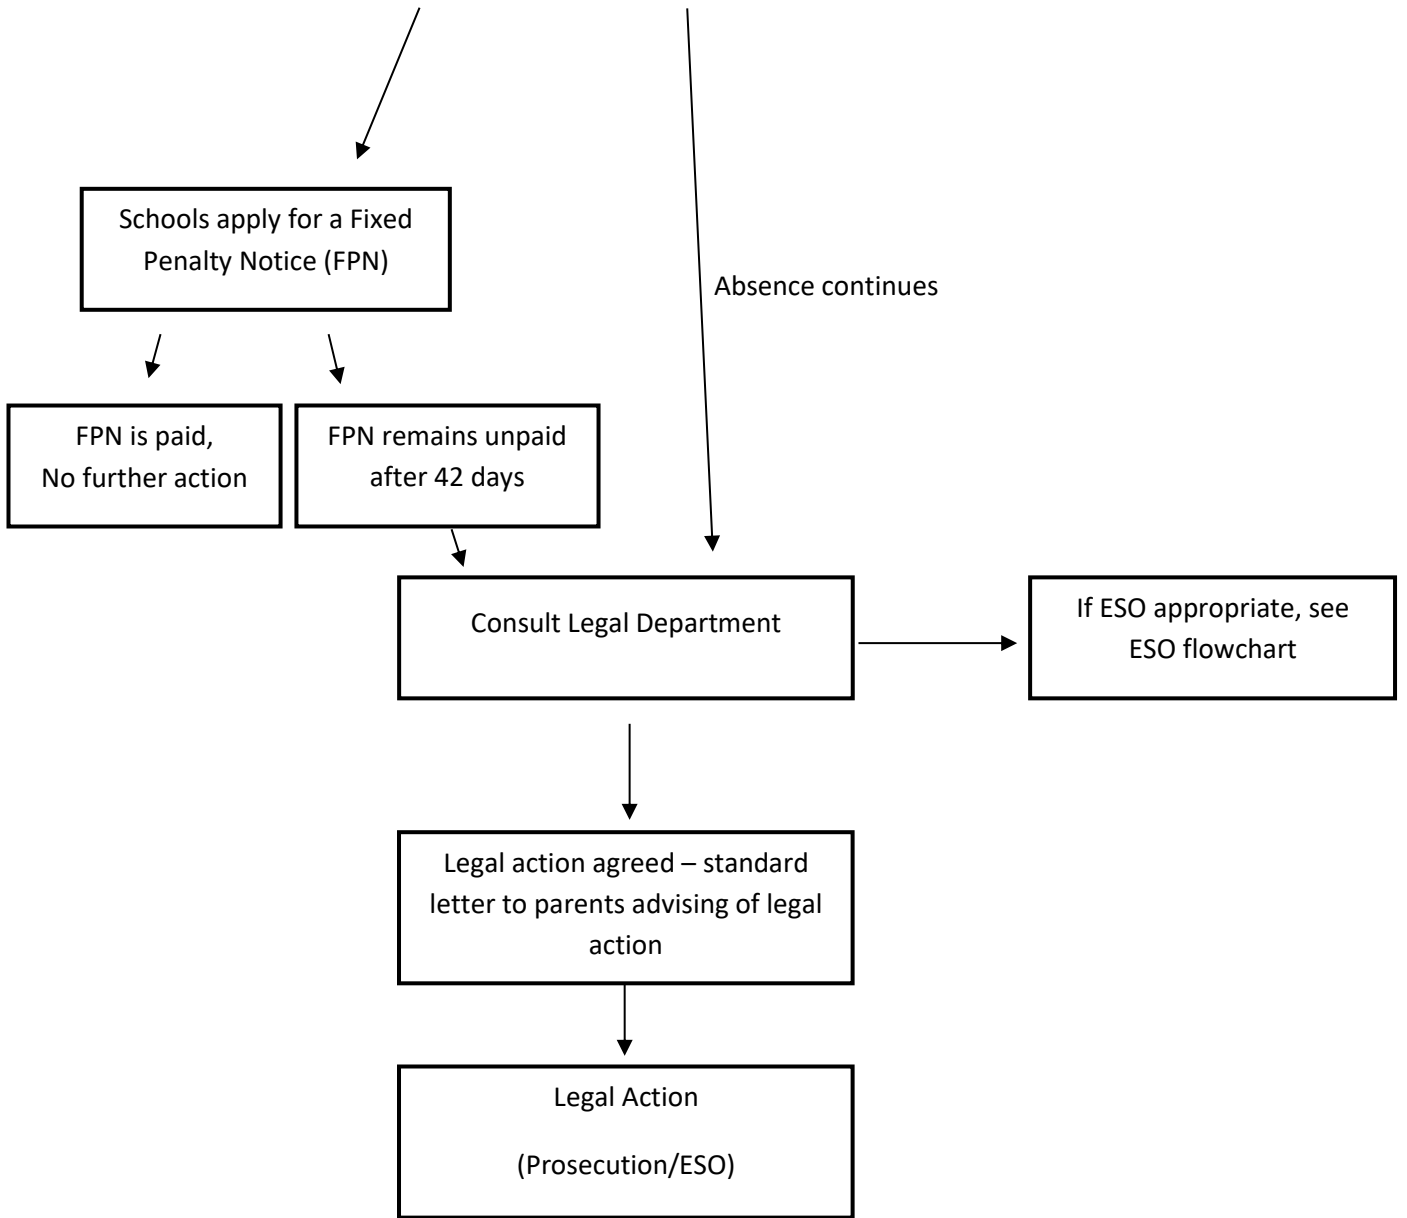 Schools apply for a Fixed
Penalty Notice (FPN)
Absence continues
FPN is paid,
No further action
FPN remains unpaid
after 42 days
Consult Legal Department
If ESO appropriate, see
ESO flowchart
Legal action agreed – standard
letter to parents advising of legal
action
Legal Action
(Prosecution/ESO)